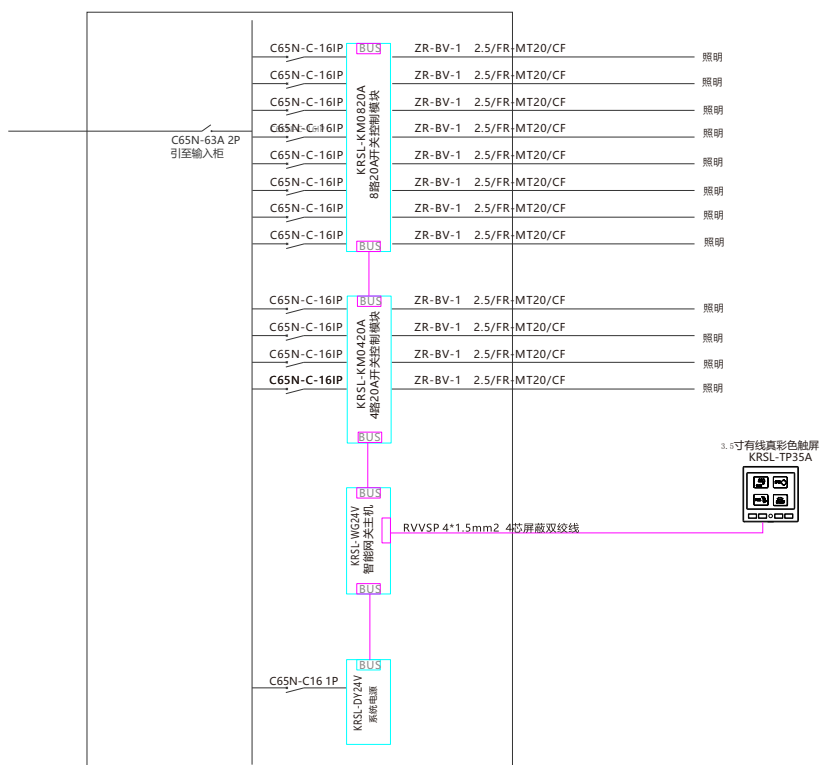 C65N-C-16IP BUS ZR-BV-1 2.5/FR-MT20/CF 照明
C65N-C-16IP ZR-BV-1 2.5/FR-MT20/CF 照明
C65N-C-16IP ZR-BV-1 2.5/FR-MT20/CF 照明
C65N-C-16IP ZR-BV-1 2.5/FR-MT20/CF 照明
C65N-63A 2P
引至输入柜
C65N-C-16IP ZR-BV-1 2.5/FR-MT20/CF 照明
C65N-C-16IP ZR-BV-1 2.5/FR-MT20/CF 照明
C65N-C-16IP ZR-BV-1 2.5/FR-MT20/CF 照明
C65N-C-16IP ZR-BV-1 2.5/FR-MT20/CF 照明
KRSL-KM0820A
8路20A开关控制模块
BUS
C65N-C-16IP BUS ZR-BV-1 2.5/FR-MT20/CF 照明
C65N-C-16IP ZR-BV-1 2.5/FR-MT20/CF 照明
C65N-C-16IP ZR-BV-1 2.5/FR-MT20/CF 照明
C65N-C-16IP ZR-BV-1 2.5/FR-MT20/CF 照明
KRSL-KM0420A
4路20A开关控制模块
BUS
3.5寸有线真彩色触屏
KRSL-TP35A
BUS
KRSL-WG24V
智能网关主机
RVVSP 4*1.5mm2 4芯屏蔽双绞线
BUS
BUS
C65N-C16 1P
KRSL-DY24V
系统电源